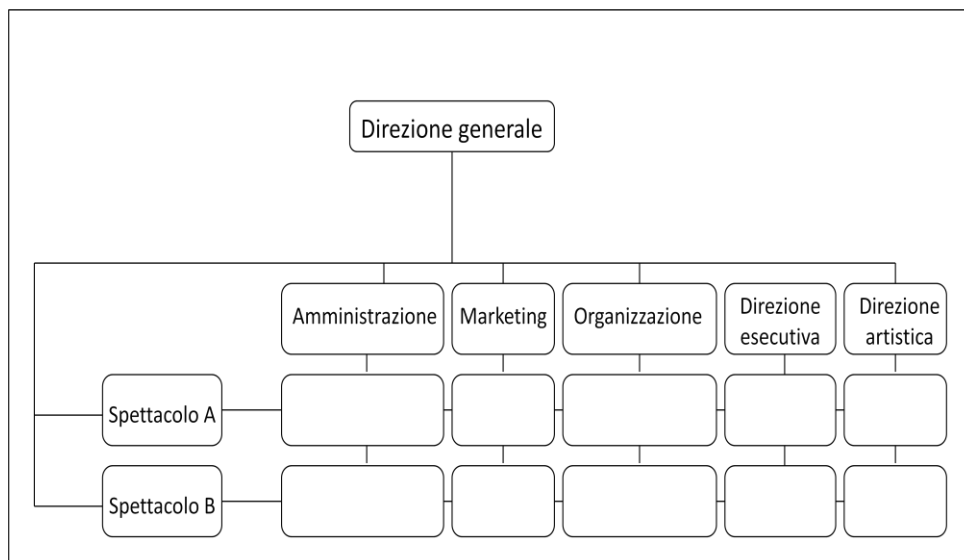 Direzione generale
Amministrazione
Marketing
Organizzazione
Direzione
esecutiva
Direzione
artistica
Spettacolo A
Spettacolo B